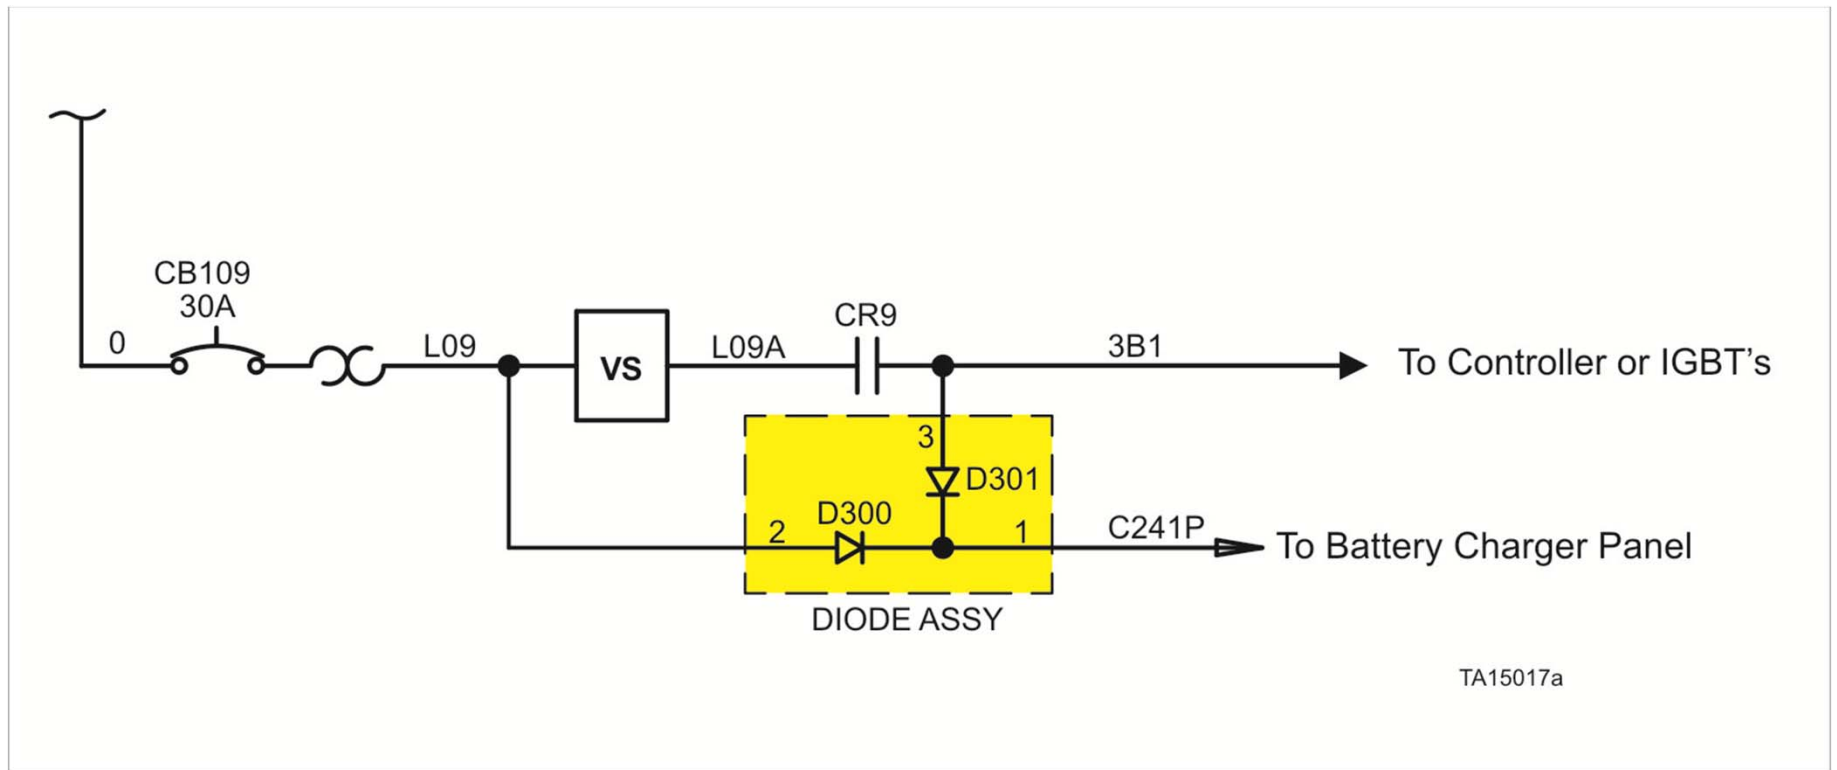 CB109
30A
0
L09
VS
L09A
CR9
3B1
To Controller or IGBT’s
3
D301
D300
2
1
C241P
To Battery Charger Panel
DIODE ASSY
TA15017a